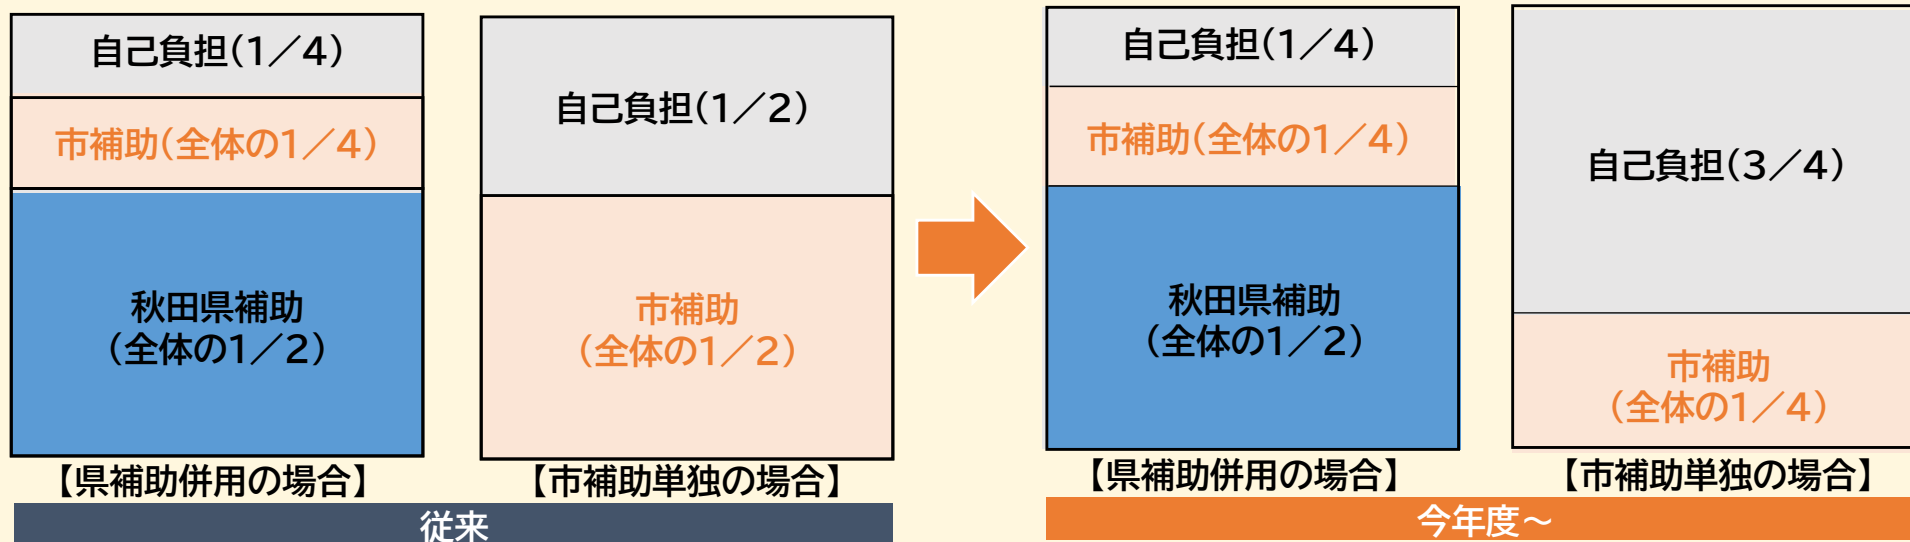 自己負担(1／4)
市補助(全体の1／4)
秋田県補助
(全体の1／2)
【県補助併用の場合】
自己負担(1／2)
市補助
(全体の1／2)
【市補助単独の場合】
従来
自己負担(1／4)
市補助(全体の1／4)
秋田県補助
(全体の1／2)
【県補助併用の場合】
自己負担(3／4)
市補助
(全体の1／4)
【市補助単独の場合】
今年度～